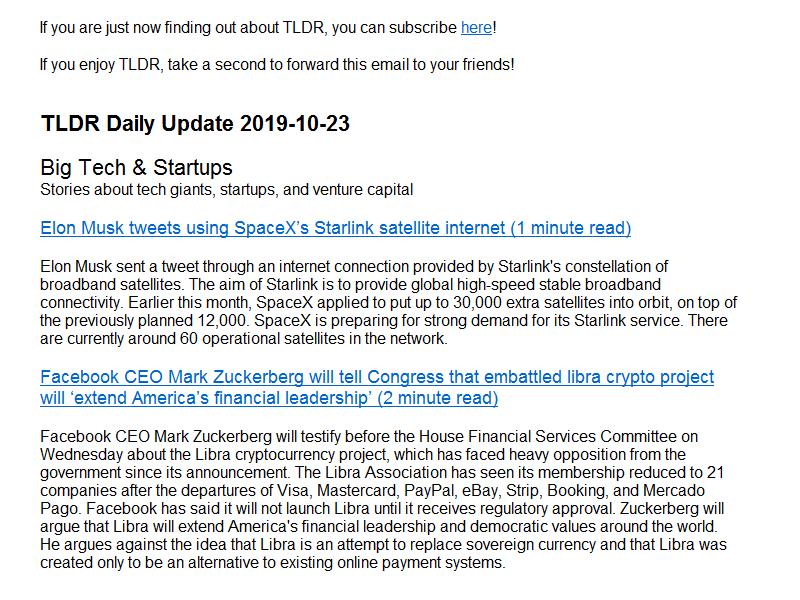 If you are just now finding out about TLDR, you can subscribe here!
If you enjoy TLDR, take a second to forward this email to your friends!
TLDR Daily Update 2019-10-23
Big Tech & Startups
Stories about tech giants, startups, and venture capital
Elon Musk tweets using SpaceX’s Starlink satellite internet (1 minute read)
Elon Musk sent a tweet through an internet connection provided by Starlink's constellation of
broadband satellites. The aim of Starlink is to provide global high-speed stable broadband
connectivity. Earlier this month, SpaceX applied to put up to 30,000 extra satellites into orbit, on top of
the previously planned 12,000. SpaceX is preparing for strong demand for its Starlink service. There
are currently around 60 operational satellites in the network.
Facebook CEO Mark Zuckerberg will tell Congress that embattled libra crypto project
will ‘extend America’s financial leadership’ (2 minute read)
Facebook CEO Mark Zuckerberg will testify before the House Financial Services Committee on
Wednesday about the Libra cryptocurrency project, which has faced heavy opposition from the
government since its announcement. The Libra Association has seen its membership reduced to 21
companies after the departures of Visa, Mastercard, PayPal, eBay, Strip, Booking, and Mercado
Pago. Facebook has said it will not launch Libra until it receives regulatory approval. Zuckerberg will
argue that Libra will extend America's financial leadership and democratic values around the world.
He argues against the idea that Libra is an attempt to replace sovereign currency and that Libra was
created only to be an alternative to existing online payment systems.